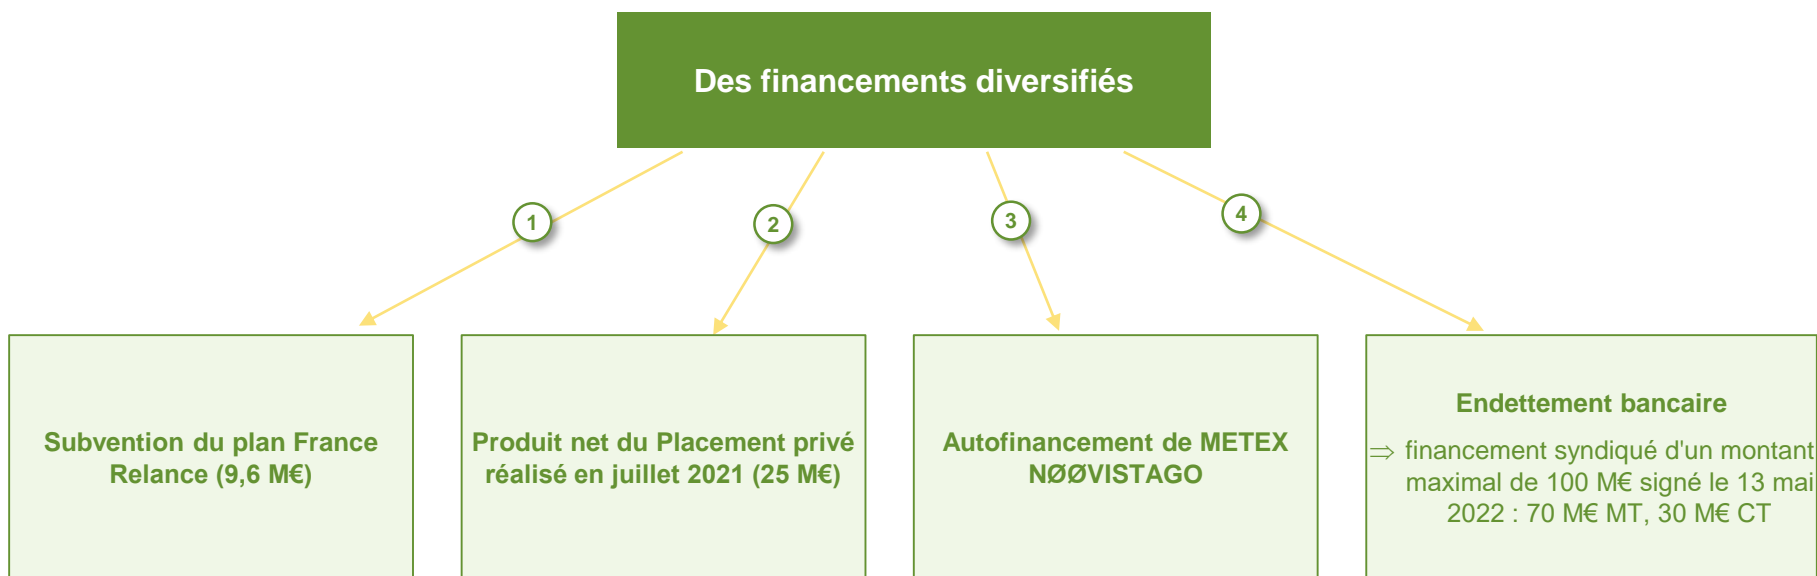 Des financements diversifiés
1
2
3
4
Subvention du plan France
Relance (9,6 M€)
Produit net du Placement privé
réalisé en juillet 2021 (25 M€)
Autofinancement de METEX
NØØVISTAGO
Endettement bancaire
⇒ financement syndiqué d'un montant
maximal de 100 M€ signé le 13 mai
2022 : 70 M€ MT, 30 M€ CT